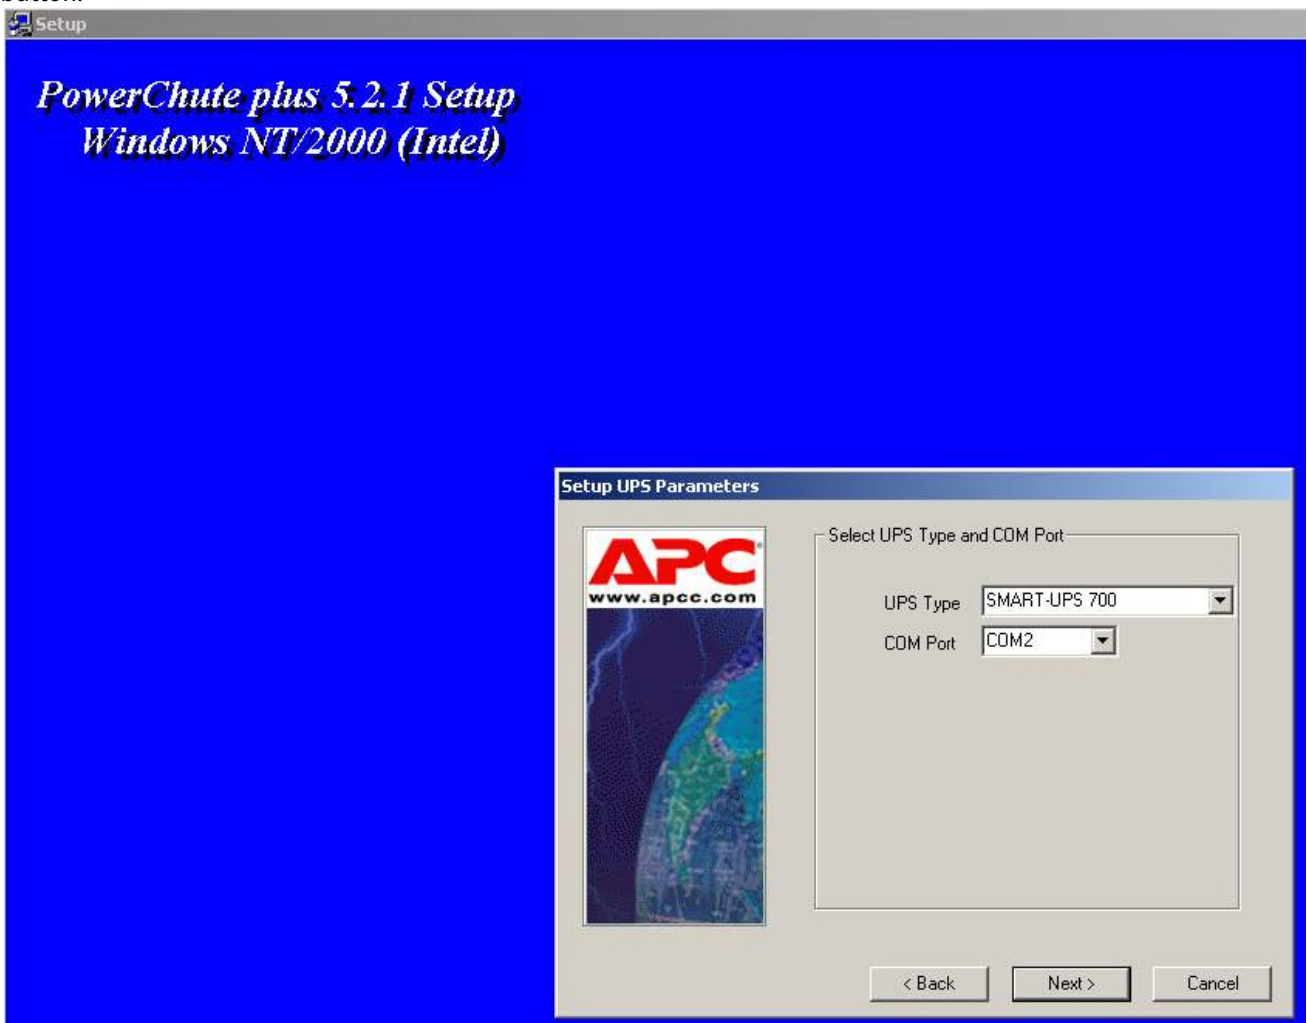 Setup
PowerChute plus 5.2.1 Setup
Windows NT/2000 (Intel)
Setup UPS Parameters
APC
www.apcc.com
Select UPS Type and COM Port
UPS Type SMART-UPS 700
COM Port COM2
< Back Next > Cancel